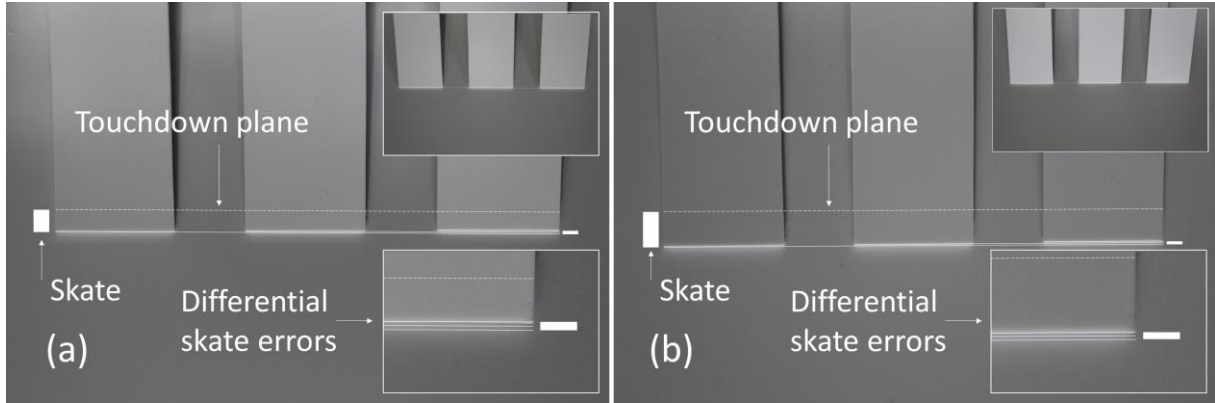 Touchdown plane
Skate
Differential
skate errors
(a)
Touchdown plane
Skate
Differential
skate errors
(b)